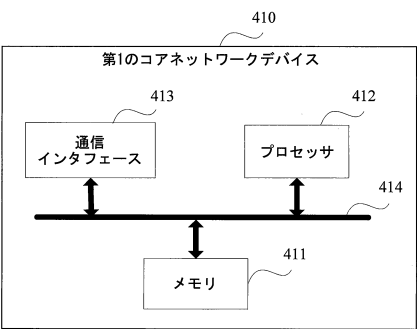 410
第1のコアネットワークデバイス
413
412
通信
インタフェース
プロセッサ
414
メモリ
411